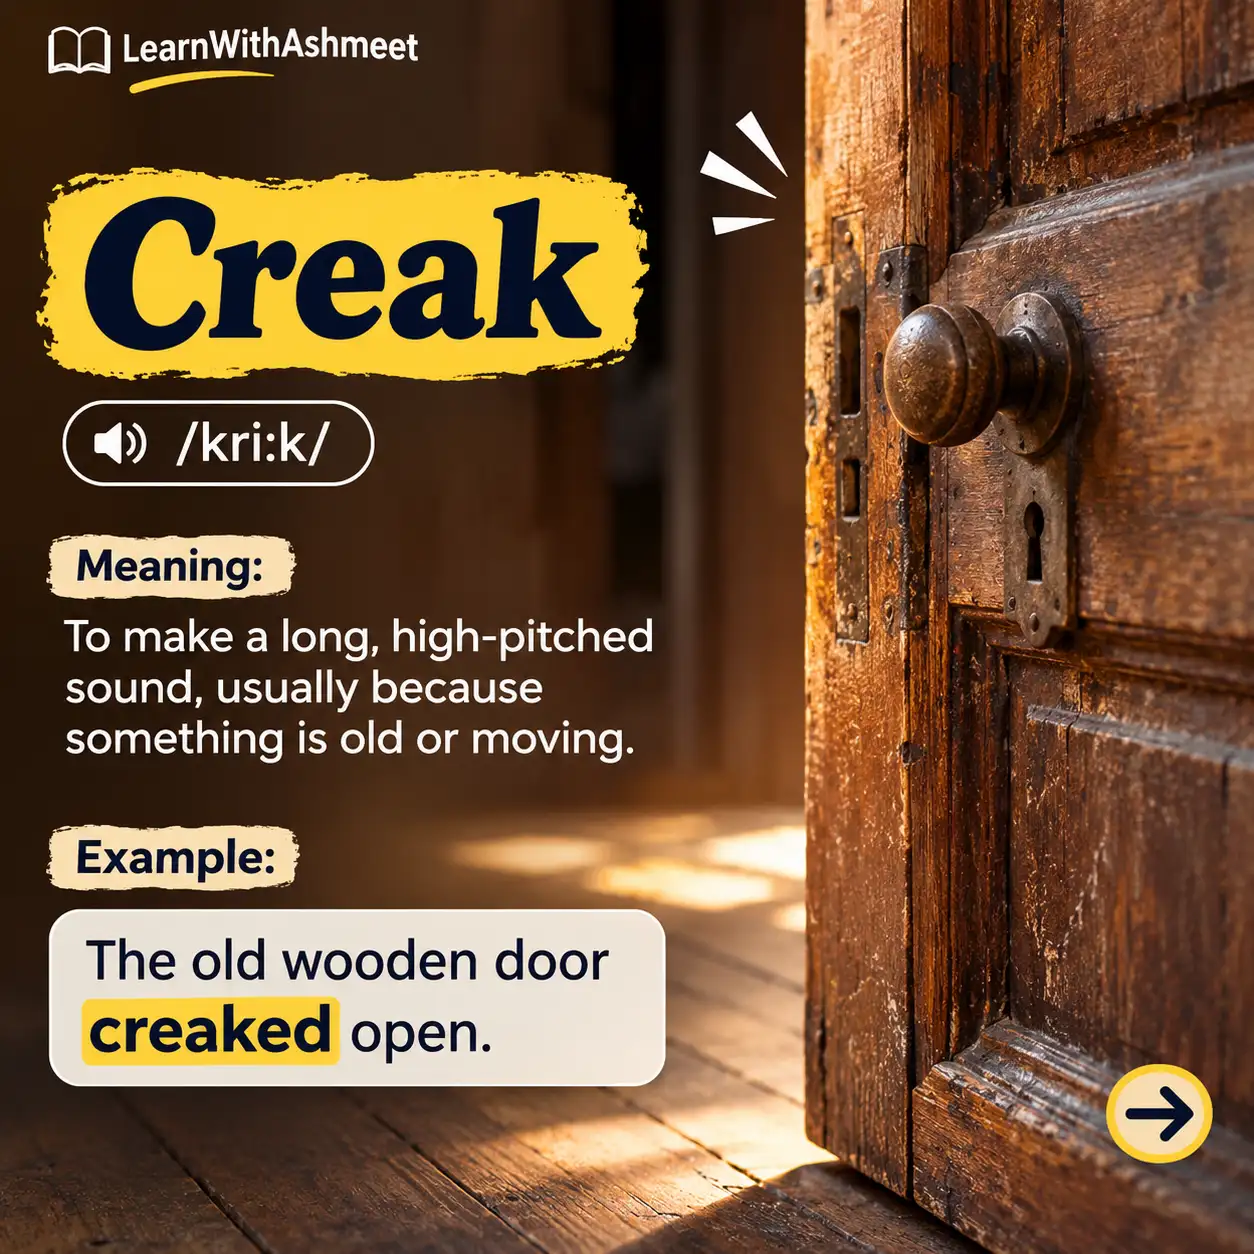 LearnWithAshmeet
Creak
/kri:k/
Meaning:
To make a long, high-pitched
sound, usually because
something is old or moving.
Example:
The old wooden door
creaked open.